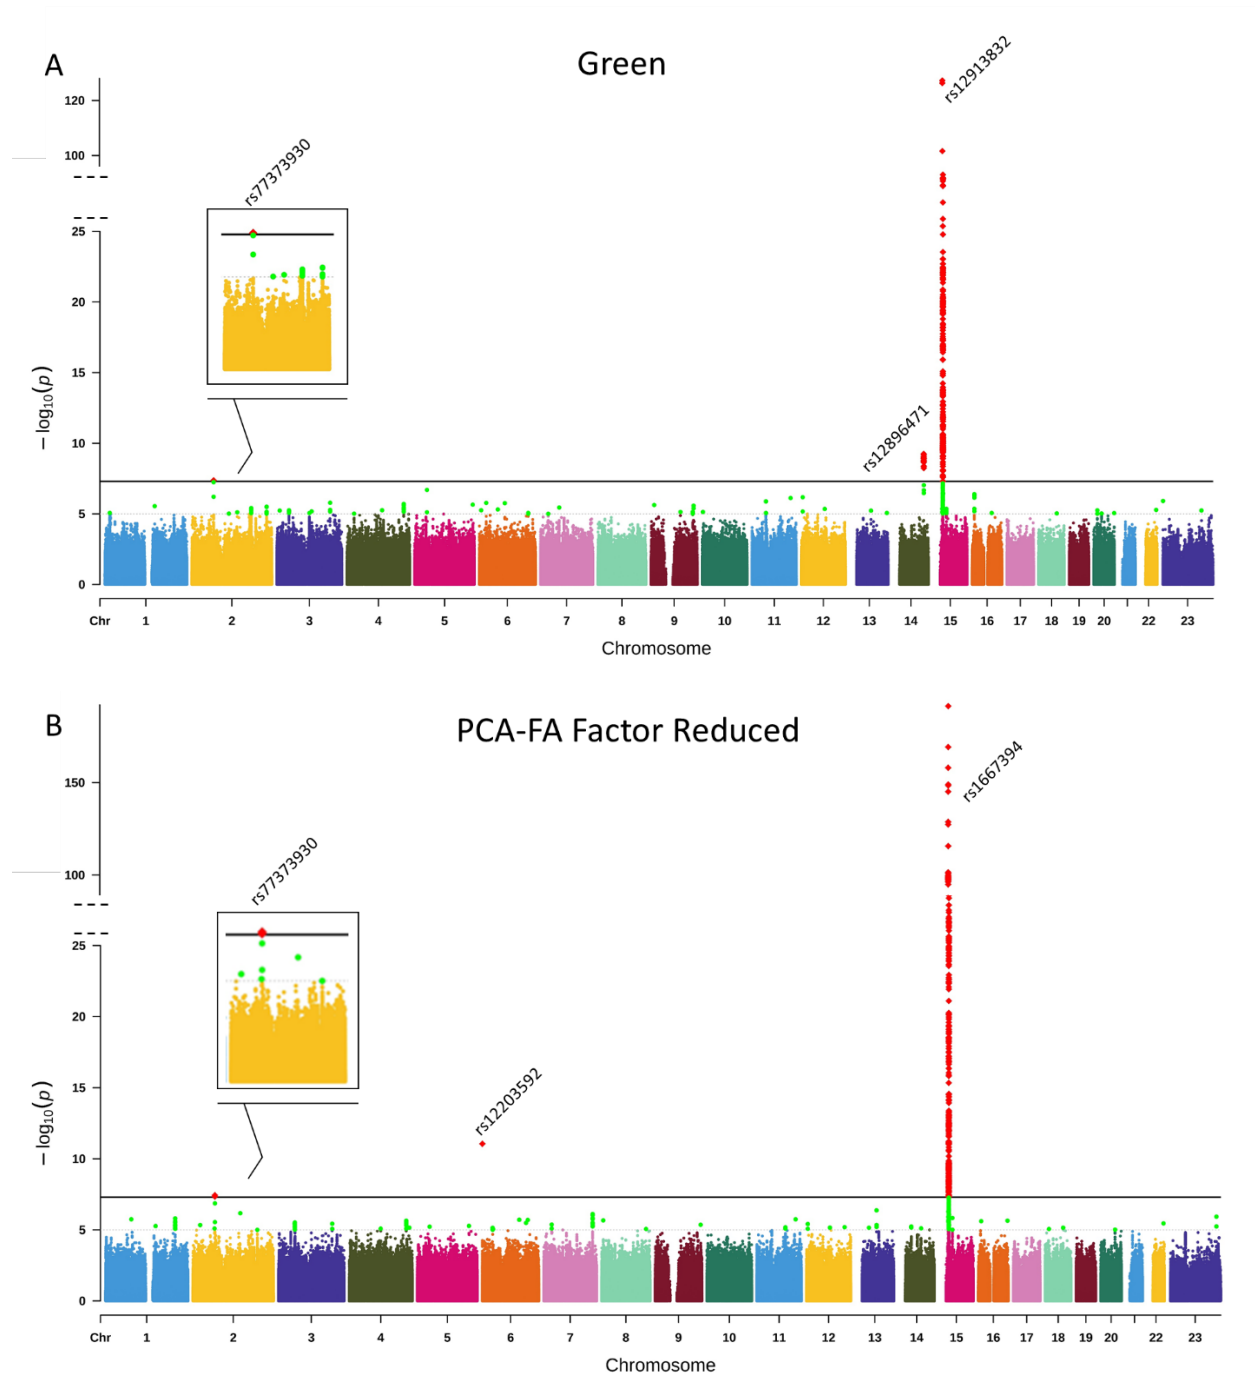 A
Green
rs12913832
120
100
rs77373930
25
20
15
rs12896471
10
5
0
−log10(p)
Chr 1 2 3 4 5 6 7 8 9 10 11 12 13 14 15 16 17 18 19 20 22 23
Chromosome
B
PCA-FA Factor Reduced
rs1667394
150
100
rs77373930
25
20
15
rs12203592
10
5
0
−log10(p)
Chr 1 2 3 4 5 6 7 8 9 10 11 12 13 14 15 16 17 18 19 20 22 23
Chromosome